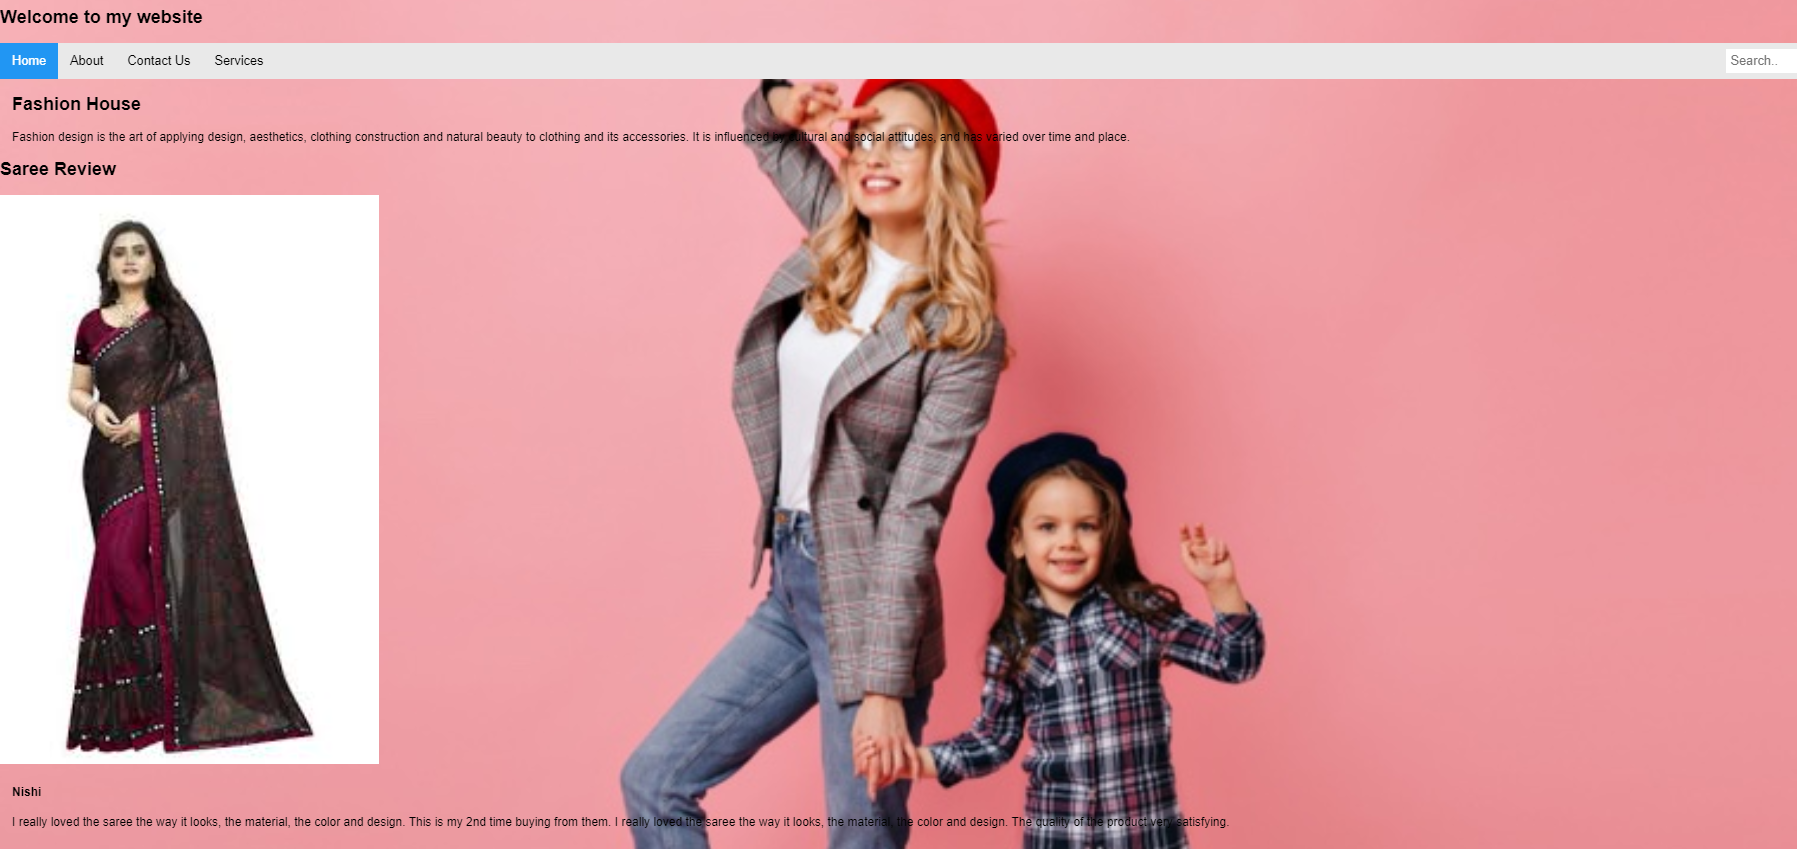 Welcome to my website
Home About Contact Us Services Search..
Fashion House
Fashion design is the art of applying design, aesthetics, clothing construction and natural beauty to clothing and its accessories. It is influenced by cultural and social attitudes, and has varied over time and place.
Saree Review
Nishi
I really loved the saree the way it looks, the material, the color and design. This is my 2nd time buying from them. I really loved the saree the way it looks, the material, the color and design. The quality of the product very satisfying.